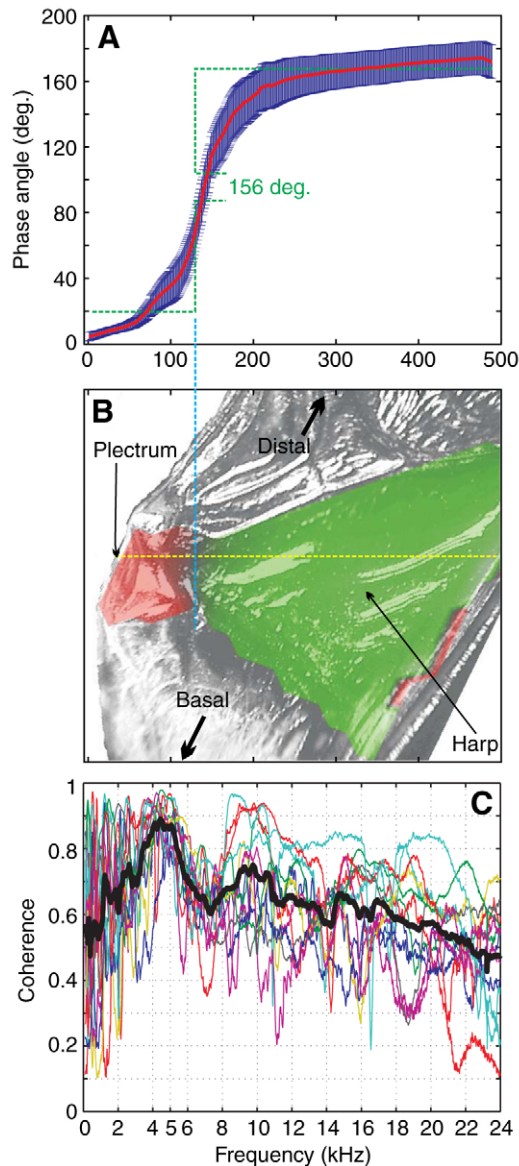 A
200
160
120
80
40
0
Phase angle (deg.)
156 deg.
0
100
200
300
400
500
B
Plectrum
Distal
Basal
Harp
C
1
0.8
0.6
0.4
0.2
0
Coherence
0 2 4 5 6 8 10 12 14 16 18 20 22 24
Frequency (kHz)